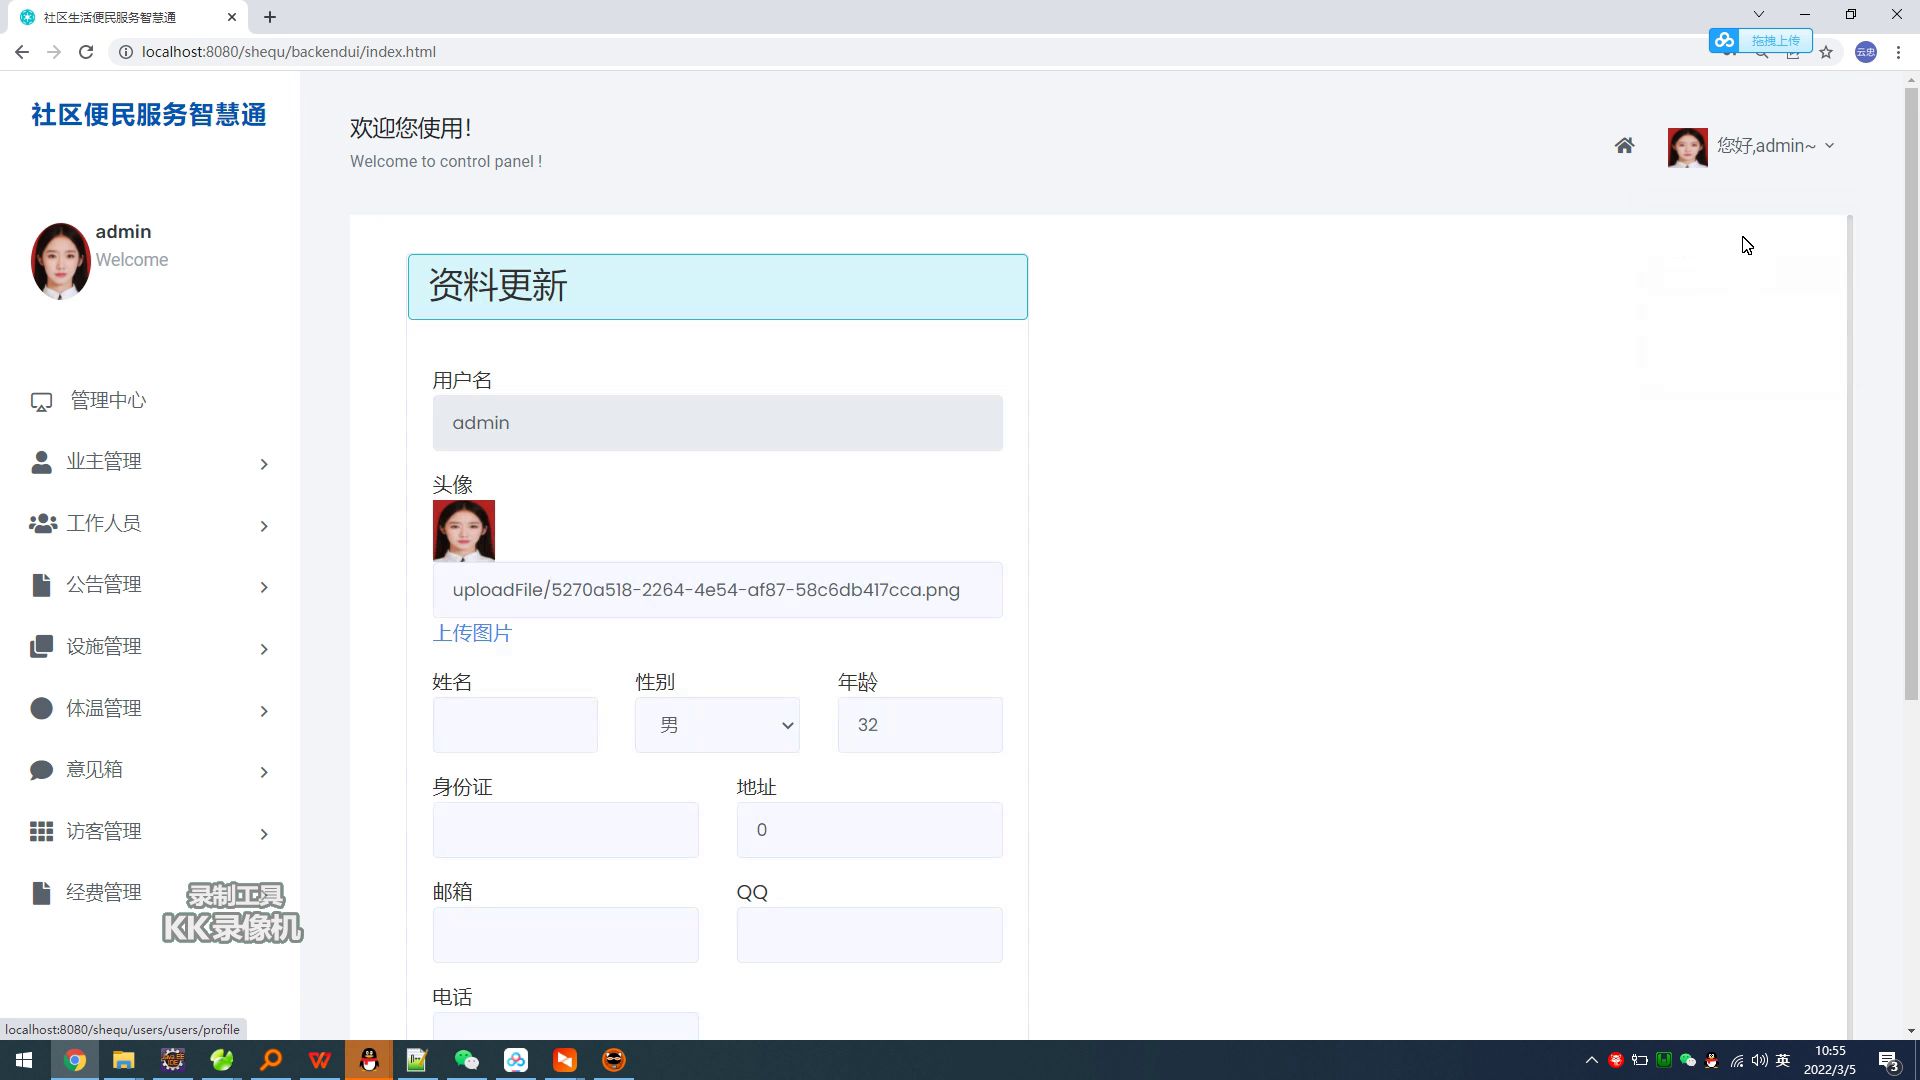 社区生活便民服务智慧通
localhost:8080/shequ/backendui/index.html
拖拽上传
云忠
社区便民服务智慧通
欢迎您使用!
Welcome to control panel !
您好,admin~
admin
Welcome
管理中心
业主管理
工作人员
公告管理
设施管理
体温管理
意见箱
访客管理
经费管理
录制工具
KK录像机
资料更新
用户名
admin
头像
uploadFile/5270a518-2264-4e54-af87-58c6db417cca.png
上传图片
姓名 性别 年龄
男 32
身份证 地址
0
邮箱 QQ
电话
localhost:8080/shequ/users/users/profile
英
10:55
2022/3/5
3